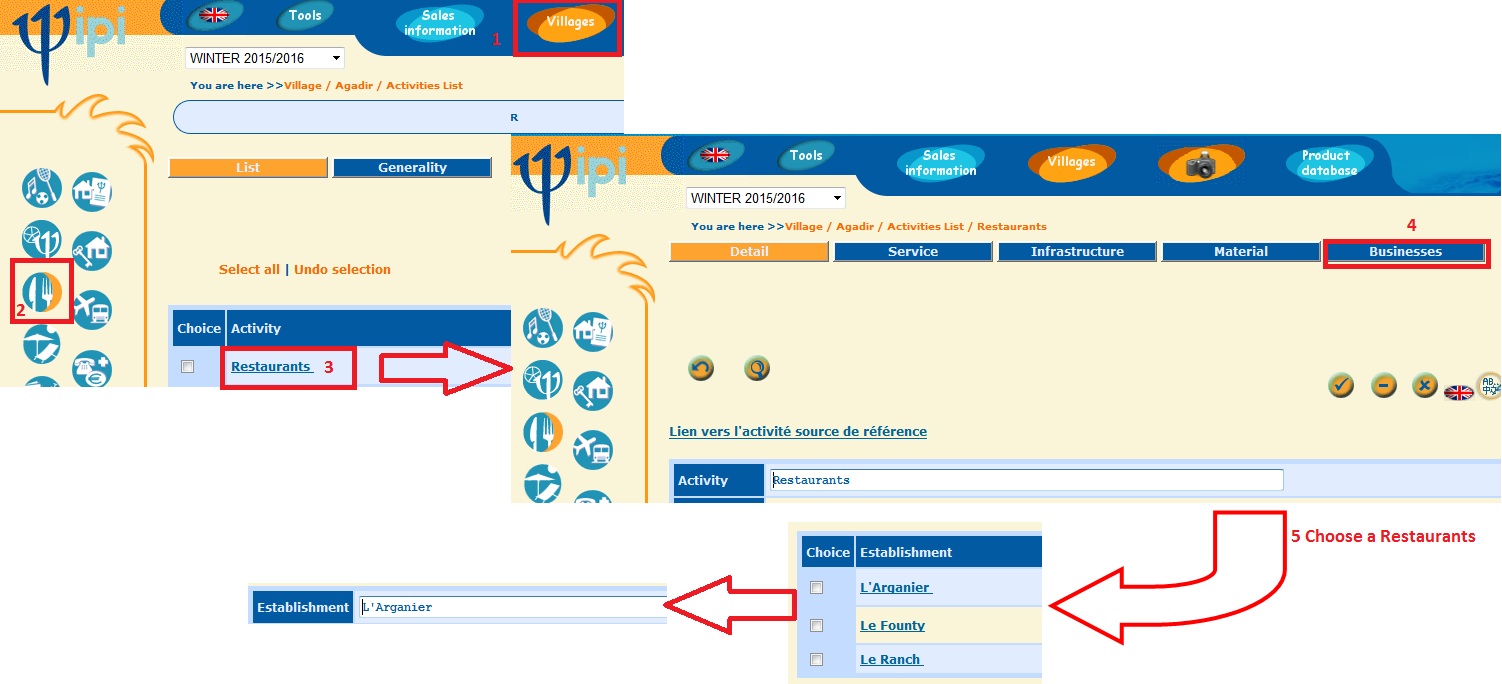 ipi
Tools
Sales
information
1
Villages
WINTER 2015/2016
You are here >>Village / Agadir / Activities List
R
List
Generality
Select all | Undo selection
2
Choice
Activity
Restaurants
3
ipi
Tools
Sales
information
Villages
Product
database
WINTER 2015/2016
You are here >>Village / Agadir / Activities List / Restaurants
4
Detail
Service
Infrastructure
Material
Businesses
Lien vers l'activité source de référence
Activity
Restaurants
5 Choose a Restaurants
Choice
Establishment
L'Arganier
Le Founty
Le Ranch
Establishment
L'Arganier